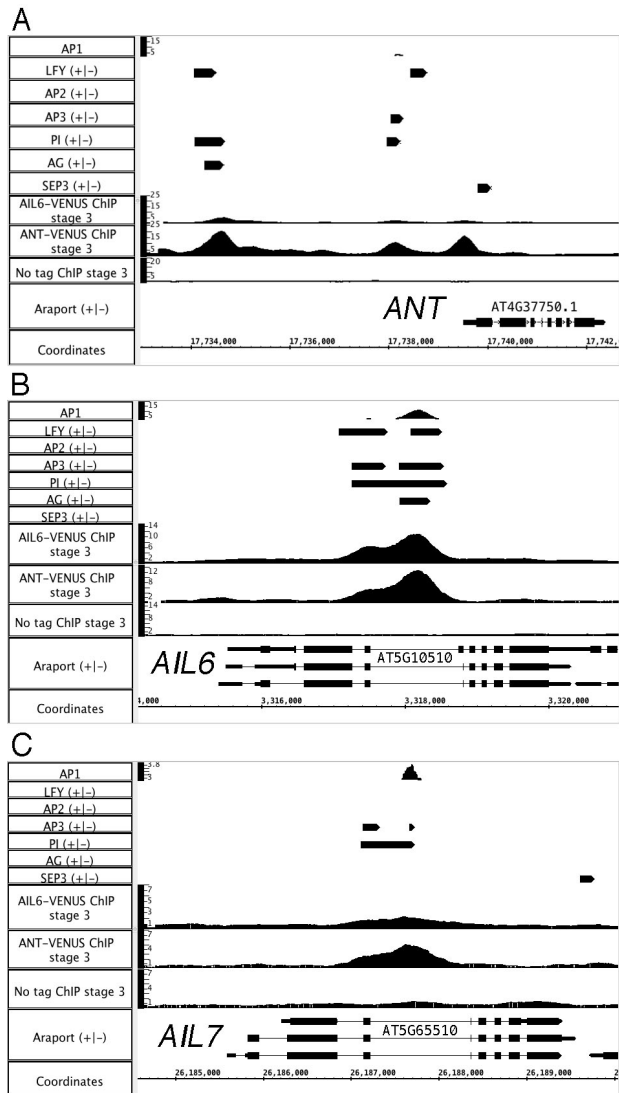 A
AP1
15
5
LFY (+|-)
AP2 (+|-)
AP3 (+|-)
PI (+|-)
AG (+|-)
SEP3 (+|-)
AIL6-VENUS ChIP
stage 3
25
15
5
ANT-VENUS ChIP
stage 3
25
15
5
No tag ChIP stage 3
20
5
Araport (+|-)
ANT
AT4G37750.1
Coordinates
17,734,000
17,736,000
17,738,000
17,740,000
17,742,
B
AP1
15
5
LFY (+|-)
AP2 (+|-)
AP3 (+|-)
PI (+|-)
AG (+|-)
SEP3 (+|-)
AIL6-VENUS ChIP
stage 3
14
10
6
2
ANT-VENUS ChIP
stage 3
12
8
2
No tag ChIP stage 3
14
8
2
Araport (+|-)
AIL6
AT5G10510
Coordinates
4,000
3,316,000
3,318,000
3,320,000
C
AP1
3.8
3
LFY (+|-)
AP2 (+|-)
AP3 (+|-)
PI (+|-)
AG (+|-)
SEP3 (+|-)
AIL6-VENUS ChIP
stage 3
7
5
3
1
ANT-VENUS ChIP
stage 3
7
4
1
No tag ChIP stage 3
7
4
1
Araport (+|-)
AIL7
AT5G65510
Coordinates
26,185,000
26,186,000
26,187,000
26,188,000
26,189,000